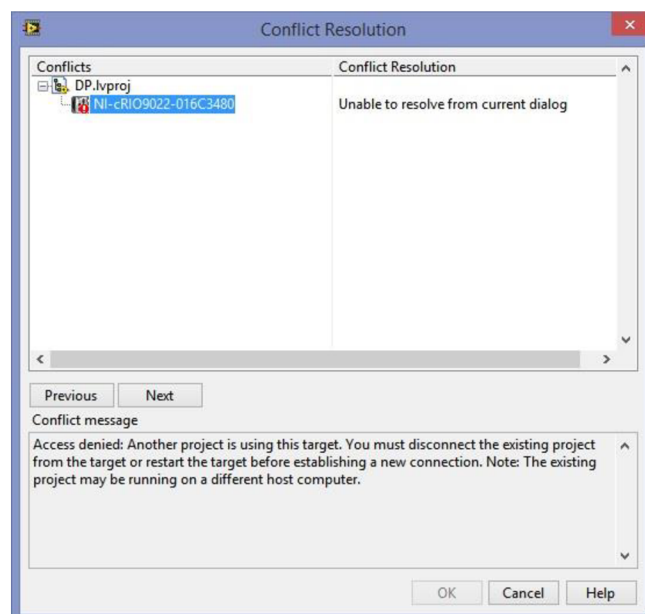 Conflict Resolution
Conflicts Conflict Resolution
DP.lvproj
NI-cRIO9022-016C3480 Unable to resolve from current dialog
Previous Next
Conflict message
Access denied: Another project is using this target. You must disconnect the existing project
from the target or restart the target before establishing a new connection. Note: The existing
project may be running on a different host computer.
OK Cancel Help